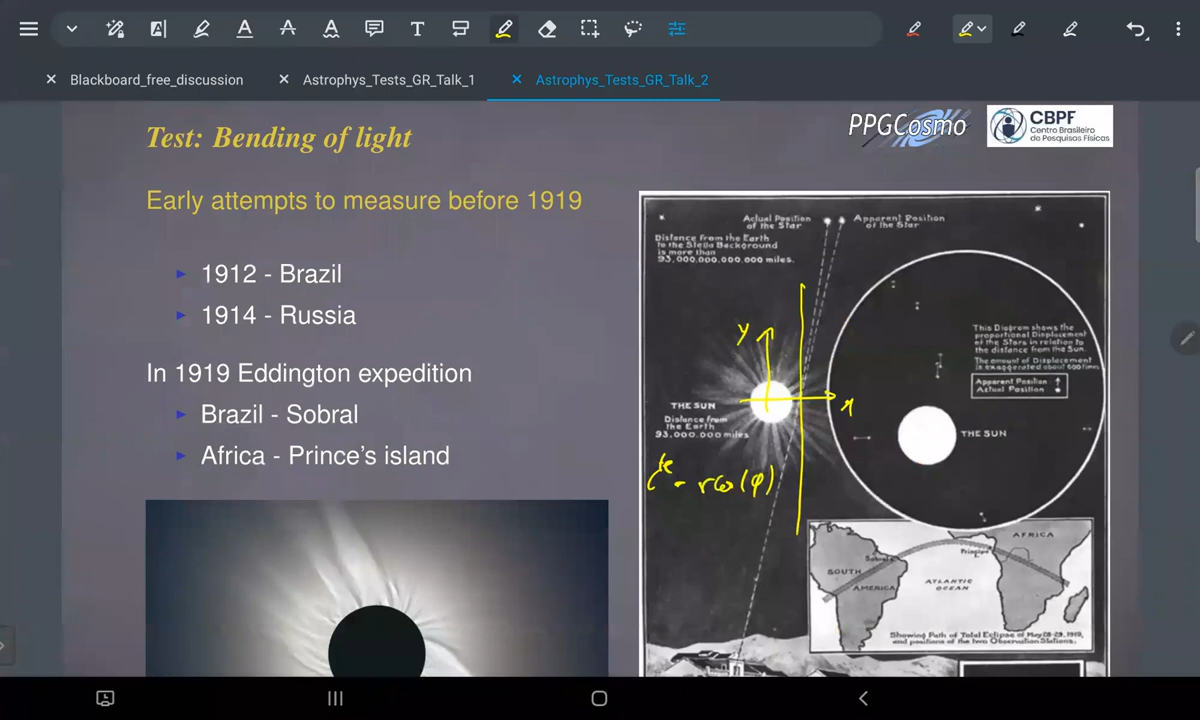 Blackboard_free_discussion
Astrophys_Tests_GR_Talk_1
Astrophys_Tests_GR_Talk_2
Test: Bending of light
PPGCosmo
CBPF
Centro Brasileiro
de Pesquisas Físicas
Early attempts to measure before 1919
1912 - Brazil
1914 - Russia
In 1919 Eddington expedition
Brazil - Sobral
Africa - Prince's island
Actual Position
of the Star
Apparent Position
of the Star
Distance from the Earth
to the Stella Background
is more than
93,000,000,000,000 miles.
y
x
THE SUN
Distance from
the Earth
93,000,000 miles
r cos(φ)
This Diagram shows the
proportional Displacement
of the Stars in relation to
the distance from the Sun.
The amount of Displacement
is exaggerated about 600 times
Apparent Position
Actual Position
THE SUN
AFRICA
Sobral
Principe
SOUTH
AMERICA
ATLANTIC
OCEAN
Showing Path of Total Eclipse of May 28-29, 1919,
and positions of the two Observation Stations.